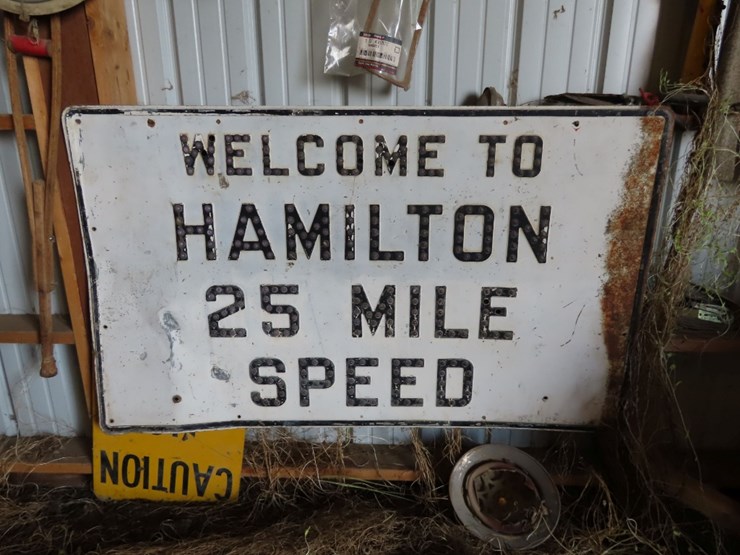 WELCOME TO
HAMILTON
25 MILE
SPEED
CAUTION